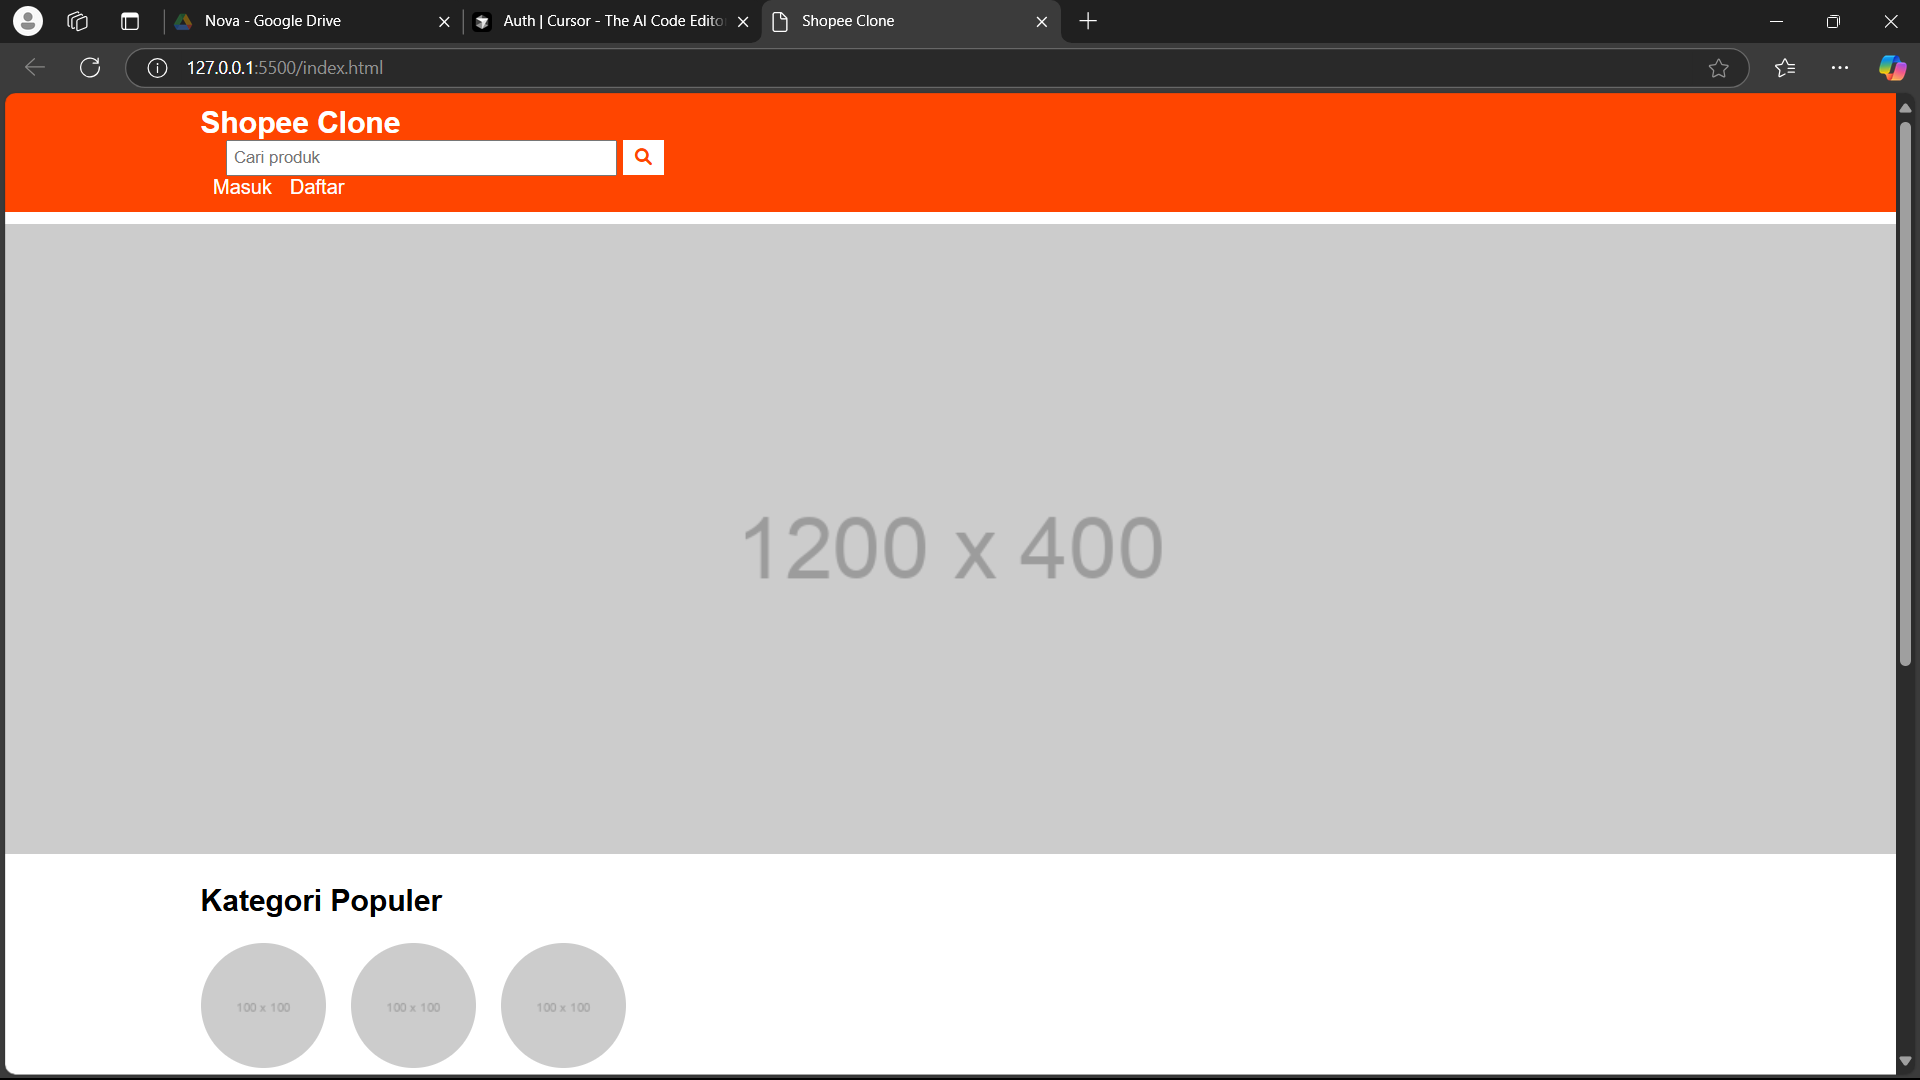 Nova - Google Drive
Auth | Cursor - The AI Code Edito
Shopee Clone
127.0.0.1:5500/index.html
Shopee Clone
Cari produk
Masuk Daftar
1200 x 400
Kategori Populer
100 x 100
100 x 100
100 x 100